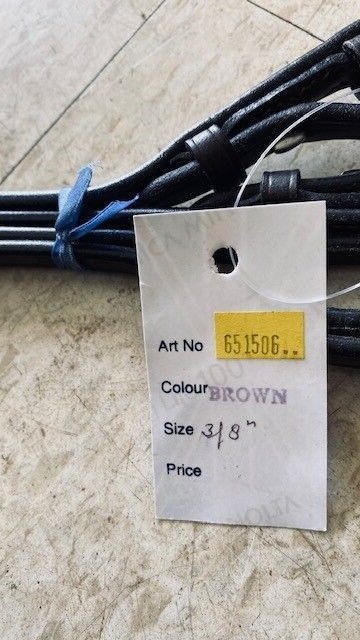 Art No 651506..
Colour BROWN
Size 3/8"
Price